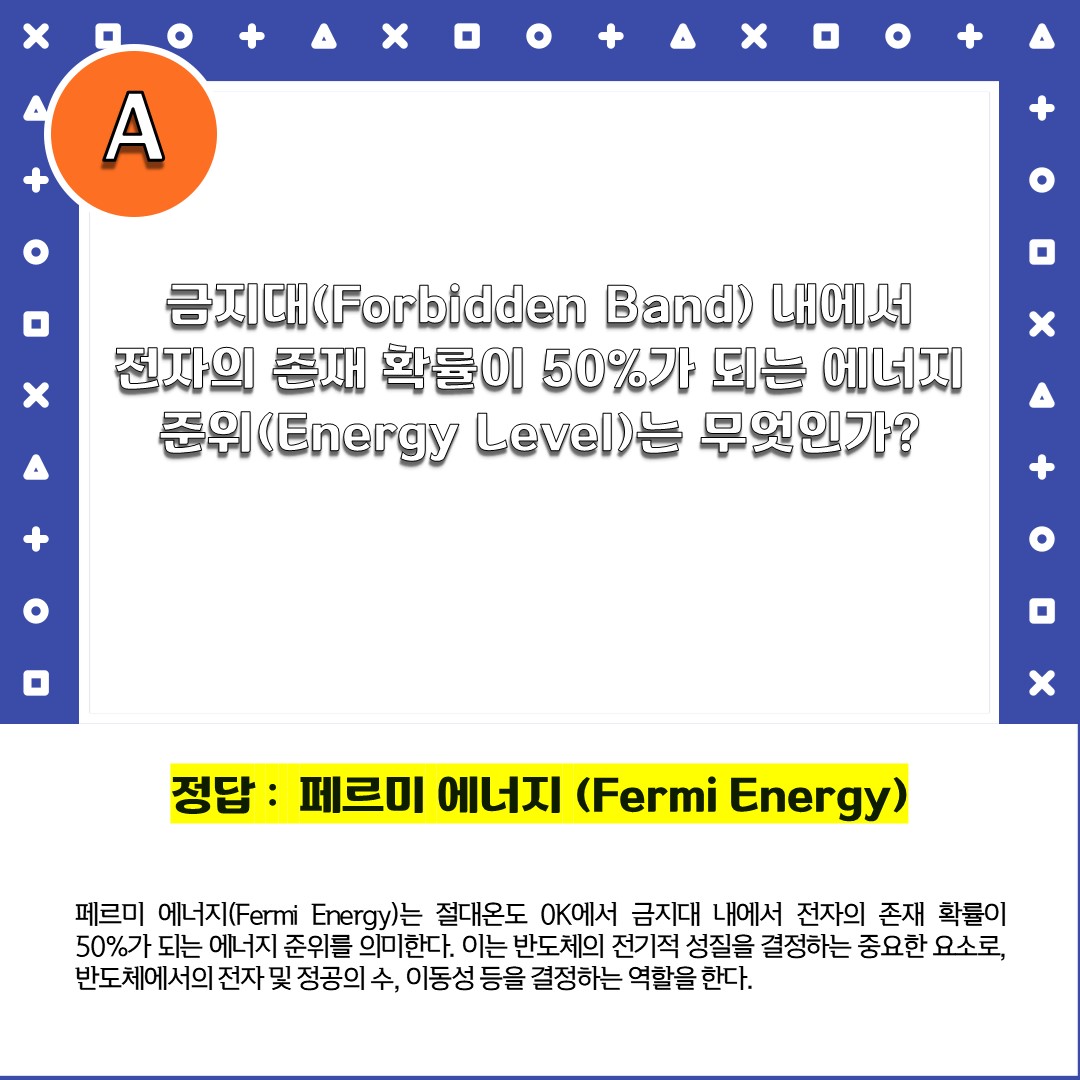 A
금지대(Forbidden Band) 내에서
전자의 존재 확률이 50%가 되는 에너지
준위(Energy Level)는 무엇인가?
정답 : 페르미 에너지 (Fermi Energy)
페르미 에너지(Fermi Energy)는 절대온도 0K에서 금지대 내에서 전자의 존재 확률이
50%가 되는 에너지 준위를 의미한다. 이는 반도체의 전기적 성질을 결정하는 중요한 요소로,
반도체에서의 전자 및 정공의 수, 이동성 등을 결정하는 역할을 한다.